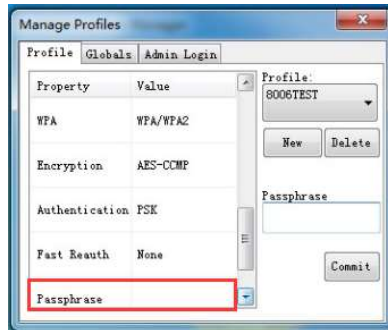 Manage Profiles
Profile Globals Admin Login
Property Value
WPA WPA/WPA2
Encryption AES-CCMP
Authentication PSK
Fast Reauth None
Passphrase
Profile:
8006TEST
New Delete
Passphrase
Commit